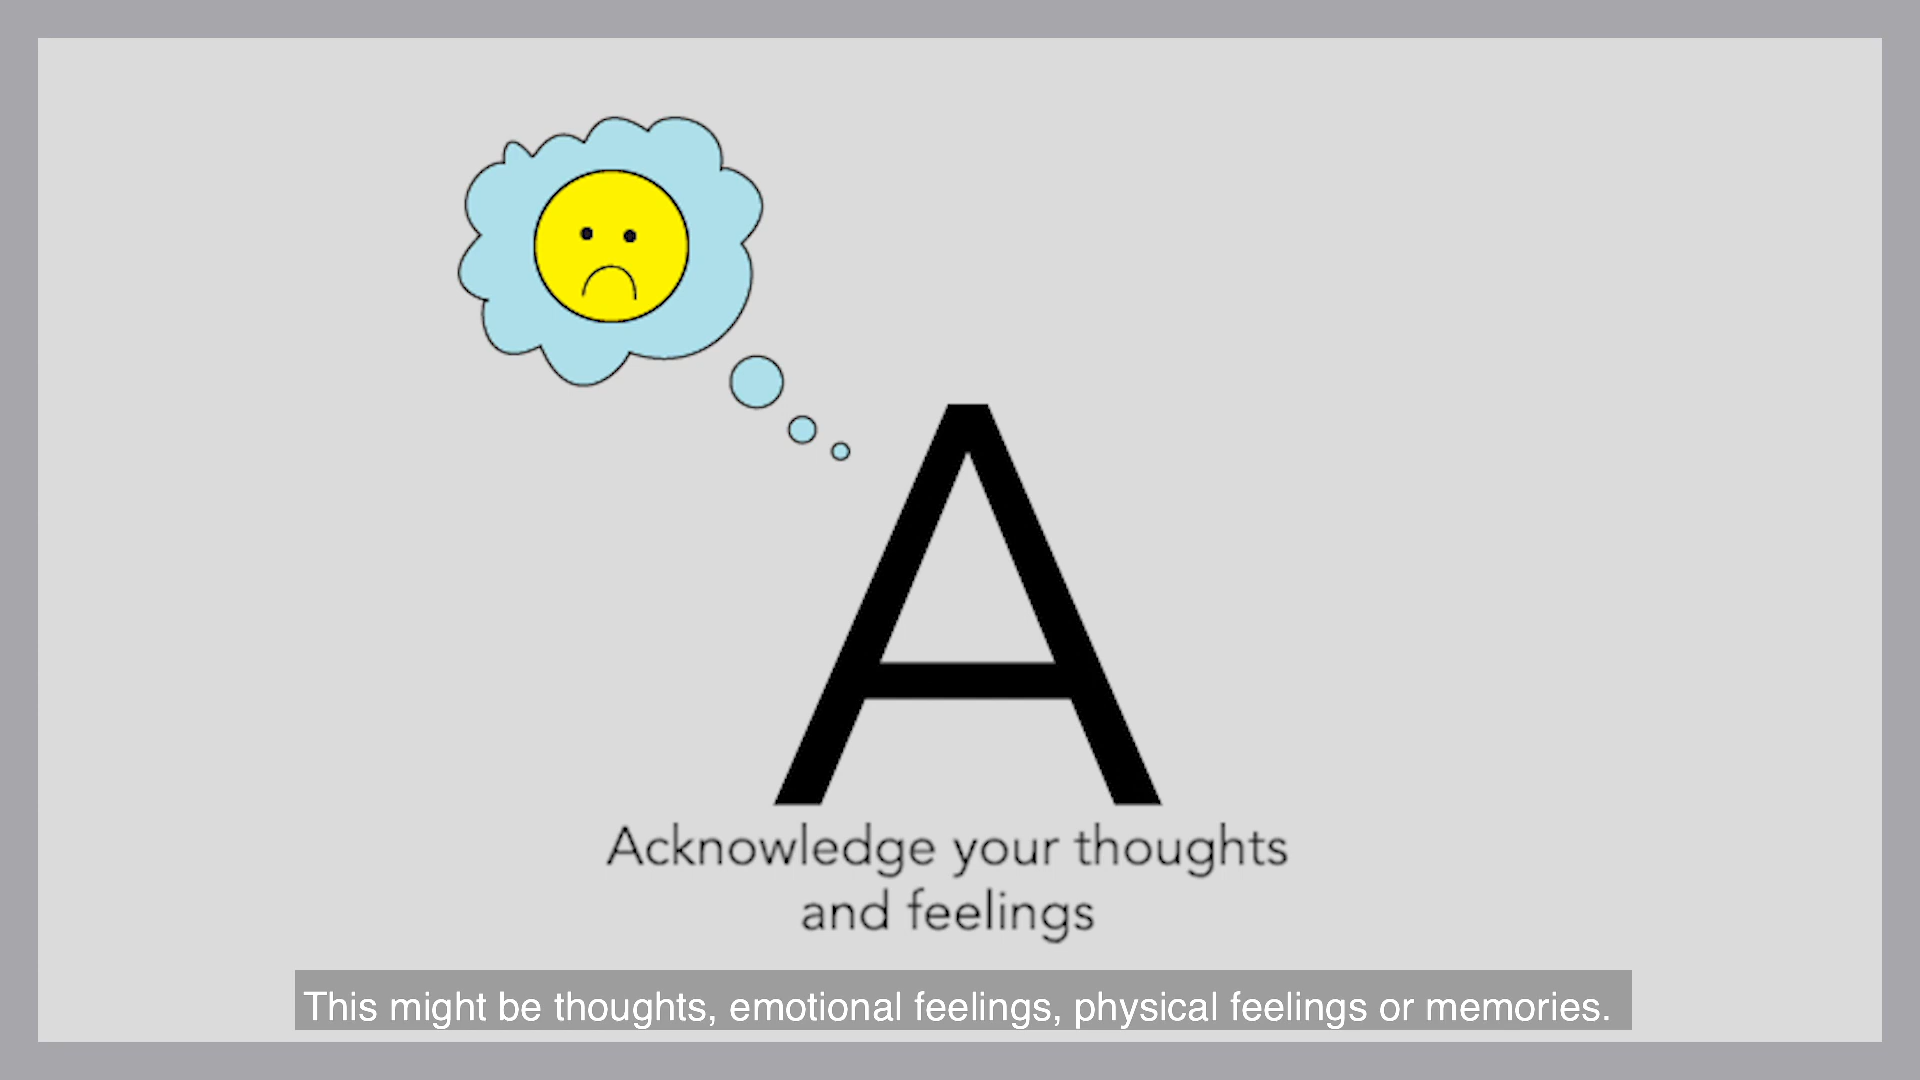 A
Acknowledge your thoughts
and feelings
This might be thoughts, emotional feelings, physical feelings or memories.